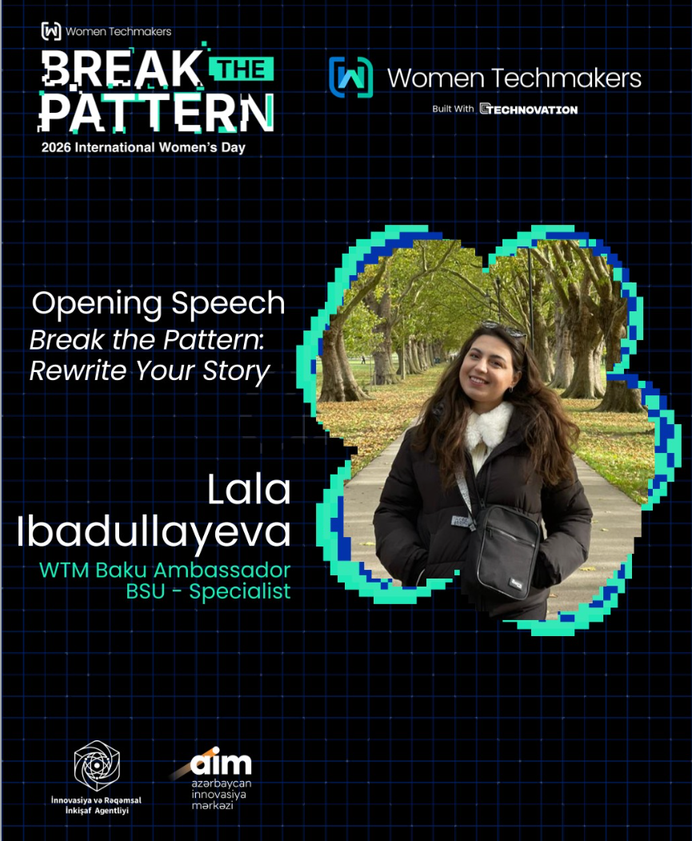 Women Techmakers
BREAK THE
PATTERN
2026 International Women's Day
Women Techmakers
Built With TECHNOVATION
Opening Speech
Break the Pattern:
Rewrite Your Story
Lala
Ibadullayeva
WTM Baku Ambassador
BSU - Specialist
İnnovasiya və Rəqəmsal
İnkişaf Agentliyi
aim
azərbaycan
innovasiya
mərkəzi